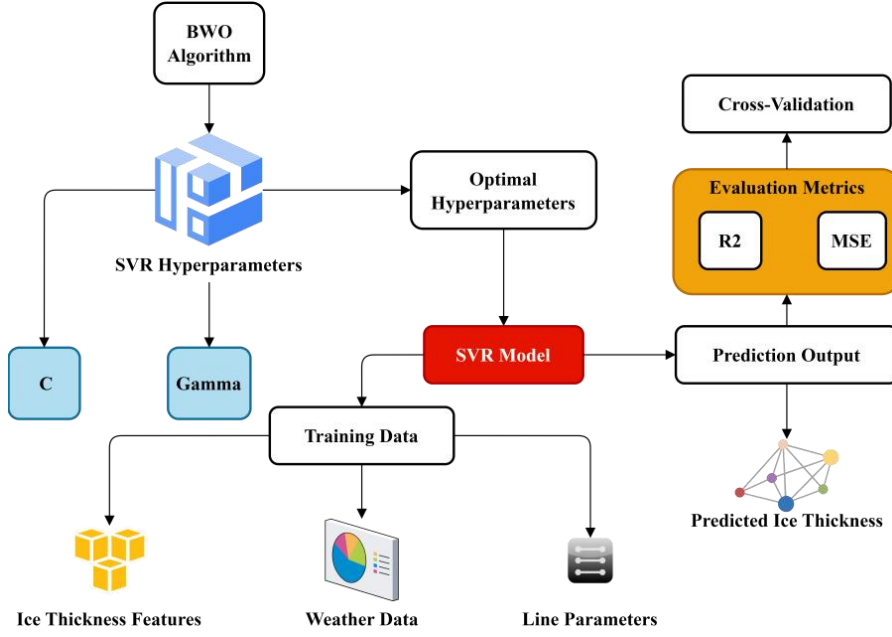 BWO
Algorithm
Cross-Validation
Optimal
Hyperparameters
Evaluation Metrics
R2
MSE
SVR Hyperparameters
C
Gamma
SVR Model
Prediction Output
Training Data
Predicted Ice Thickness
Ice Thickness Features
Weather Data
Line Parameters